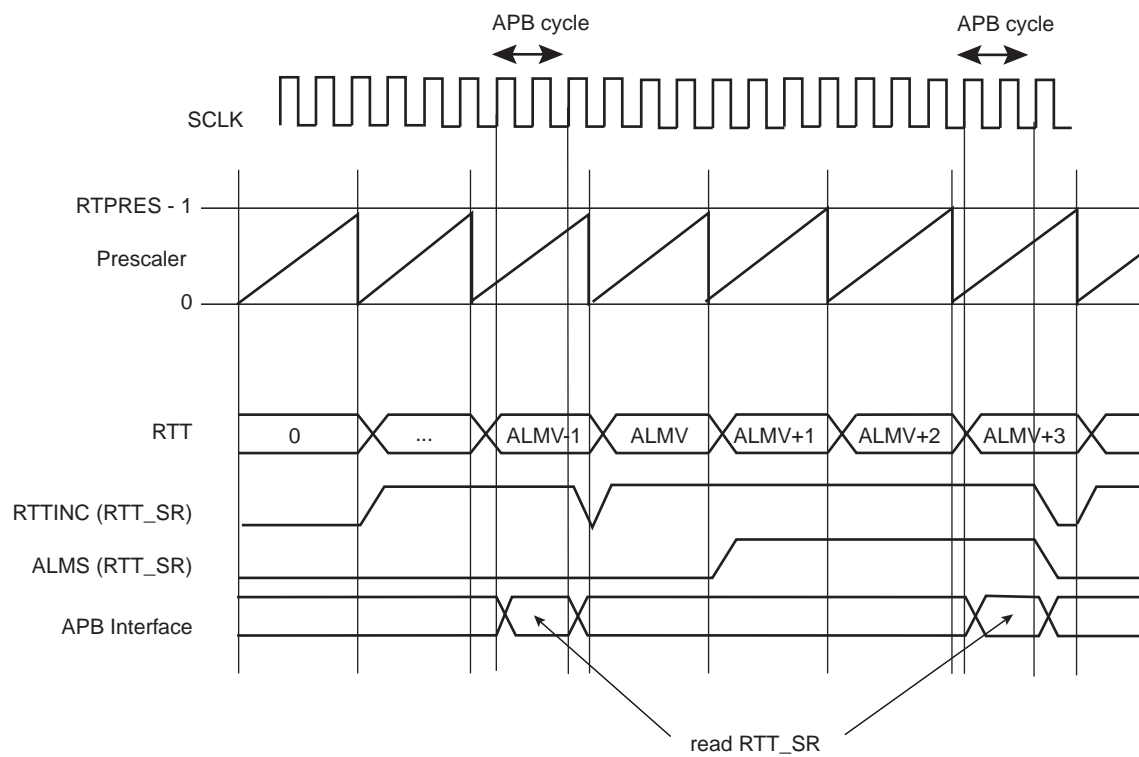 APB cycle APB cycle
SCLK
RTPRES - 1
Prescaler
0
RTT 0 ... ALMV-1 ALMV ALMV+1 ALMV+2 ALMV+3
RTTINC (RTT_SR)
ALMS (RTT_SR)
APB Interface
read RTT_SR